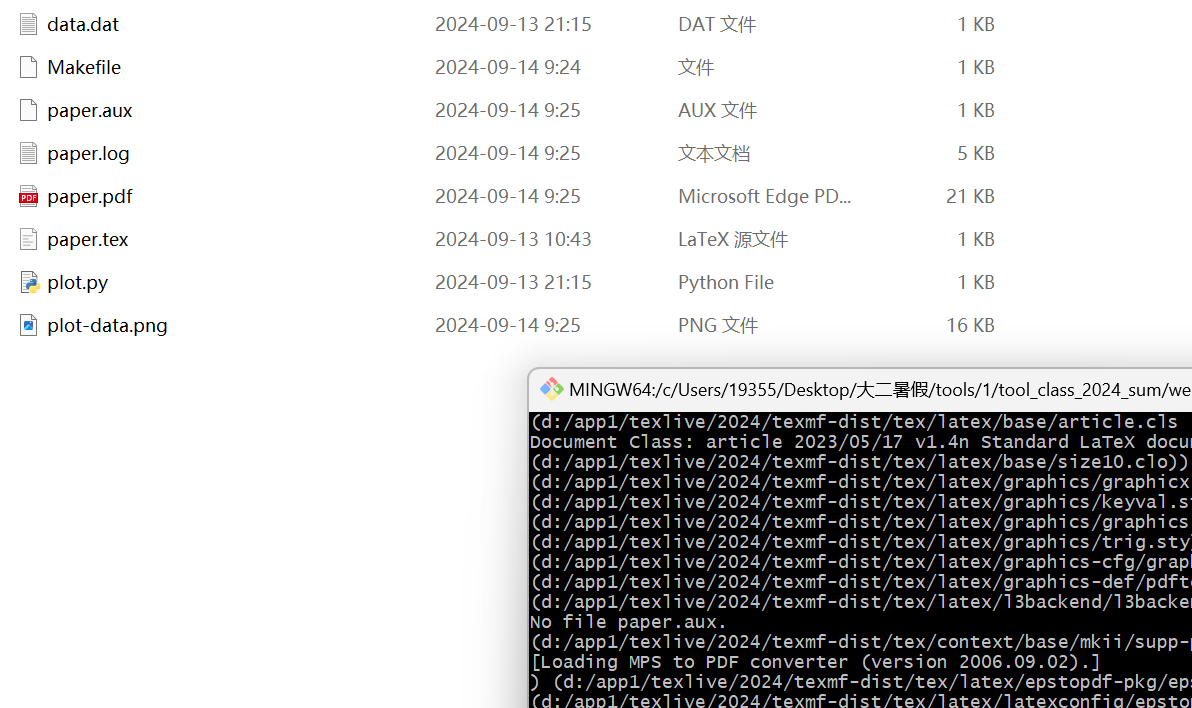 data.dat 2024-09-13 21:15 DAT 文件 1 KB
Makefile 2024-09-14 9:24 文件 1 KB
paper.aux 2024-09-14 9:25 AUX 文件 1 KB
paper.log 2024-09-14 9:25 文本文档 5 KB
PDF paper.pdf 2024-09-14 9:25 Microsoft Edge PD... 21 KB
paper.tex 2024-09-13 10:43 LaTeX 源文件 1 KB
plot.py 2024-09-13 21:15 Python File 1 KB
plot-data.png 2024-09-14 9:25 PNG 文件 16 KB
MINGW64:/c/Users/19355/Desktop/大二暑假/tools/1/tool_class_2024_sum/we
(d:/app1/texlive/2024/texmf-dist/tex/latex/base/article.cls
Document Class: article 2023/05/17 v1.4n Standard LaTeX docu
(d:/app1/texlive/2024/texmf-dist/tex/latex/base/size10.clo))
(d:/app1/texlive/2024/texmf-dist/tex/latex/graphics/graphicx
(d:/app1/texlive/2024/texmf-dist/tex/latex/graphics/keyval.s
(d:/app1/texlive/2024/texmf-dist/tex/latex/graphics/graphics
(d:/app1/texlive/2024/texmf-dist/tex/latex/graphics/trig.sty
(d:/app1/texlive/2024/texmf-dist/tex/latex/graphics-cfg/grap
(d:/app1/texlive/2024/texmf-dist/tex/latex/graphics-def/pdft
(d:/app1/texlive/2024/texmf-dist/tex/latex/l3backend/l3backe
No file paper.aux.
(d:/app1/texlive/2024/texmf-dist/tex/context/base/mkii/supp-
[Loading MPS to PDF converter (version 2006.09.02).]
) (d:/app1/texlive/2024/texmf-dist/tex/latex/epstopdf-pkg/eps
(d:/app1/texlive/2024/texmf-dist/tex/latex/latexconfig/epsto